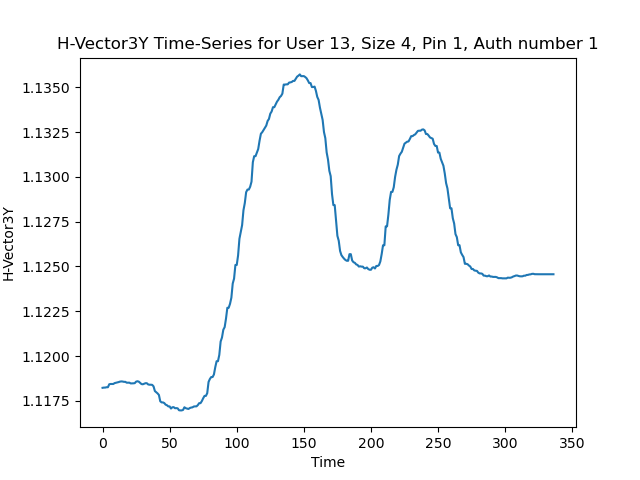 H-Vector3Y Time-Series for User 13, Size 4, Pin 1, Auth number 1
H-Vector3Y
1.1350
1.1325
1.1300
1.1275
1.1250
1.1225
1.1200
1.1175
0 50 100 150 200 250 300 350
Time